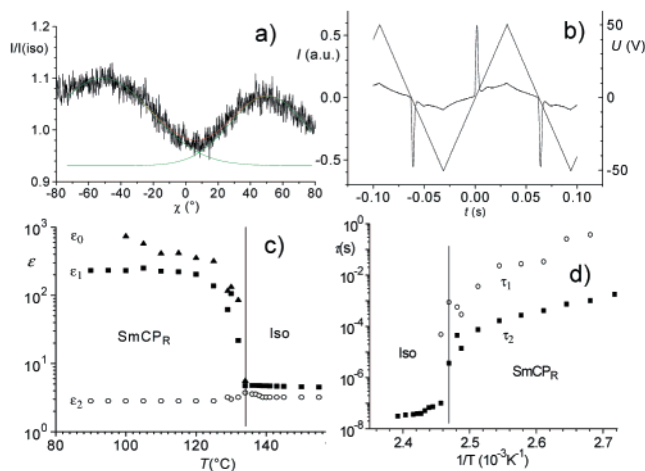 I/I(iso)
a)
1.1
1.0
0.9
-80 -60 -40 -20 0 20 40 60 80
χ (°)
b)
I (a.u.)
U (V)
0.5
0.0
-0.5
50
0
-50
-0.10 -0.05 0.00 0.05 0.10
t (s)
c)
ε
10³
10²
10¹
10⁰
ε₀
ε₁
ε₂
SmCP_R
Iso
80 100 120 140
T(°C)
d)
τ(s)
10⁰
10⁻²
10⁻⁴
10⁻⁶
10⁻⁸
τ₁
τ₂
Iso
SmCP_R
2.4 2.5 2.6 2.7
1/T (10⁻³K⁻¹)